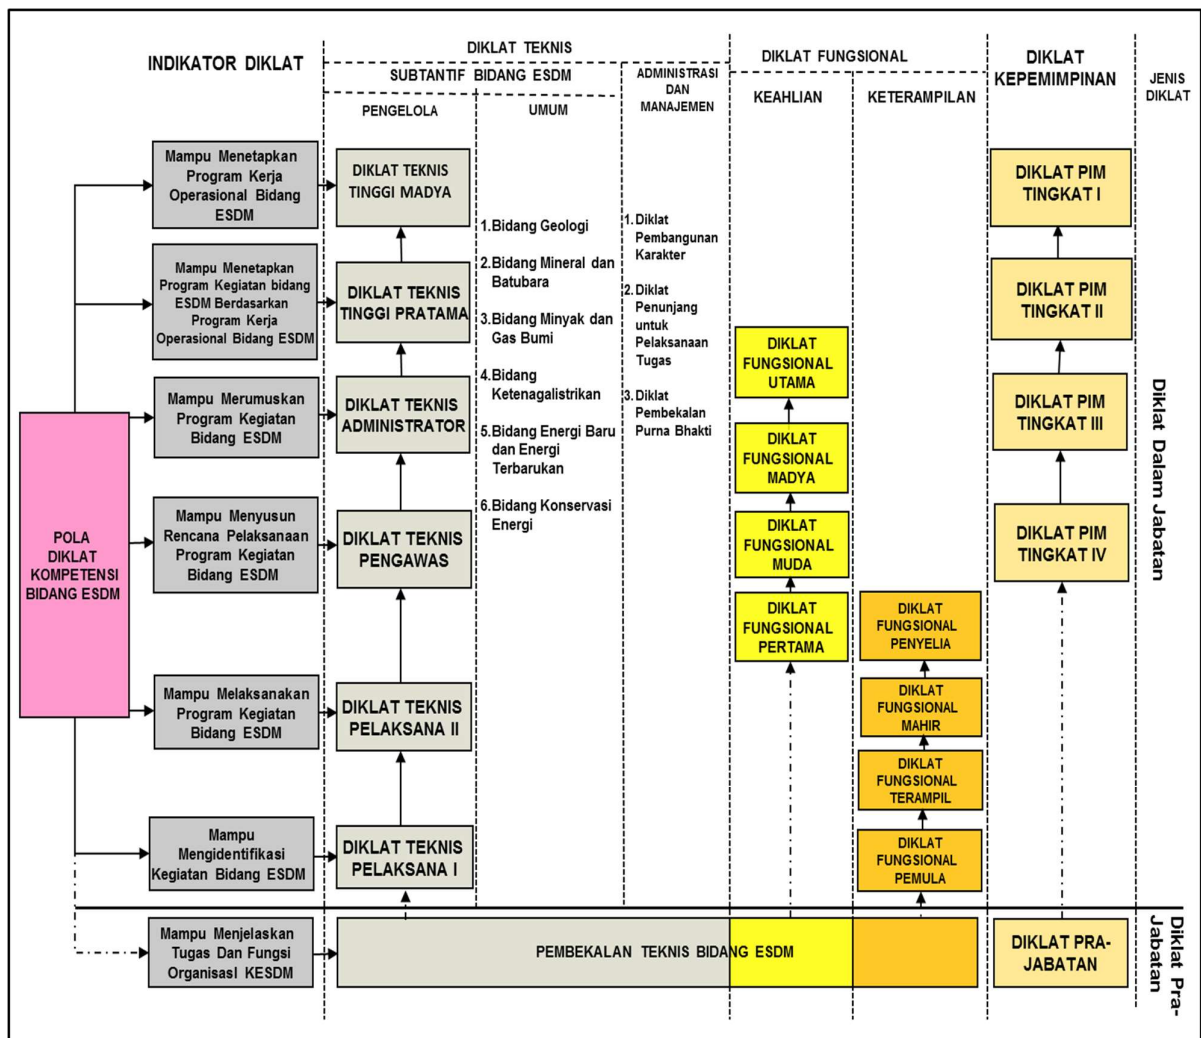 INDIKATOR DIKLAT
DIKLAT TEKNIS
SUBTANTIF BIDANG ESDM
PENGELOLA
UMUM
ADMINISTRASI
DAN
MANAJEMEN
DIKLAT FUNGSIONAL
KEAHLIAN
KETERAMPILAN
DIKLAT
KEPEMIMPINAN
JENIS
DIKLAT
POLA
DIKLAT
KOMPETENSI
BIDANG ESDM
Mampu Menetapkan
Program Kerja
Operasional Bidang
ESDM
Mampu Menetapkan
Program Kegiatan bidang
ESDM Berdasarkan
Program Kerja
Operasional Bidang ESDM
Mampu Merumuskan
Program Kegiatan
Bidang ESDM
Mampu Menyusun
Rencana Pelaksanaan
Program Kegiatan
Bidang ESDM
Mampu Melaksanakan
Program Kegiatan
Bidang ESDM
Mampu
Mengidentifikasi
Kegiatan Bidang ESDM
Mampu Menjelaskan
Tugas Dan Fungsi
OrganisasI KESDM
DIKLAT TEKNIS
TINGGI MADYA
DIKLAT TEKNIS
TINGGI PRATAMA
DIKLAT TEKNIS
ADMINISTRATOR
DIKLAT TEKNIS
PENGAWAS
DIKLAT TEKNIS
PELAKSANA II
DIKLAT TEKNIS
PELAKSANA I
1.Bidang Geologi
2.Bidang Mineral dan
Batubara
3.Bidang Minyak dan
Gas Bumi
4.Bidang
Ketenagalistrikan
5.Bidang Energi Baru
dan Energi
Terbarukan
6.Bidang Konservasi
Energi
1.Diklat
Pembangunan
Karakter
2. Diklat
Penunjang
untuk
Pelaksanaan
Tugas
3. Diklat
Pembekalan
Purna Bhakti
DIKLAT
FUNGSIONAL
UTAMA
DIKLAT
FUNGSIONAL
MADYA
DIKLAT
FUNGSIONAL
MUDA
DIKLAT
FUNGSIONAL
PERTAMA
DIKLAT
FUNGSIONAL
PENYELIA
DIKLAT
FUNGSIONAL
MAHIR
DIKLAT
FUNGSIONAL
TERAMPIL
DIKLAT
FUNGSIONAL
PEMULA
DIKLAT PIM
TINGKAT I
DIKLAT PIM
TINGKAT II
DIKLAT PIM
TINGKAT III
DIKLAT PIM
TINGKAT IV
Diklat Dalam Jabatan
PEMBEKALAN TEKNIS BIDANG ESDM
DIKLAT PRA-
JABATAN
Diklat Pra-
Jabatan